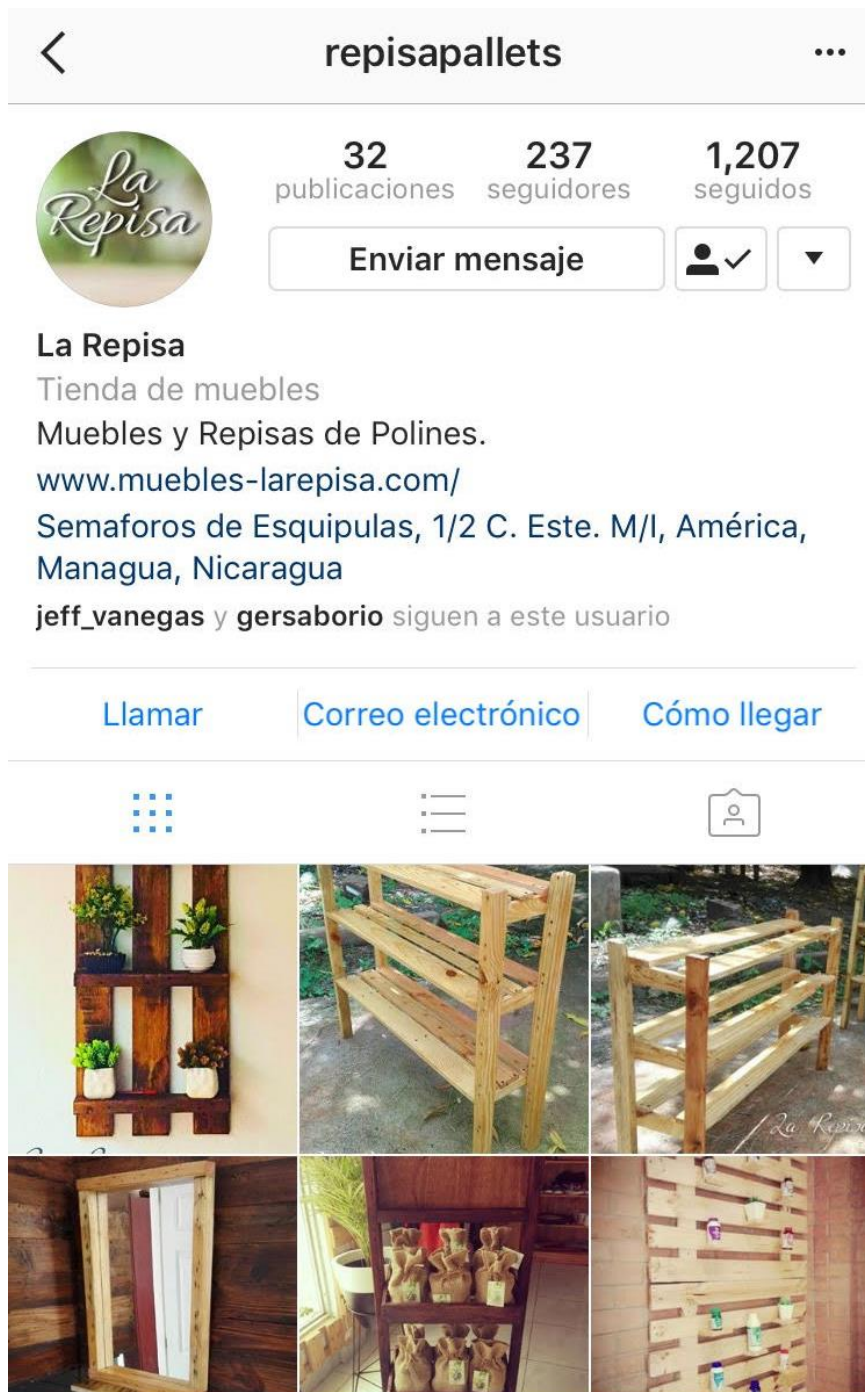 repisapallets
La
Repisa
32 237 1,207
publicaciones seguidores seguidos
Enviar mensaje
La Repisa
Tienda de muebles
Muebles y Repisas de Polines.
www.muebles-larepisa.com/
Semaforos de Esquipulas, 1/2 C. Este. M/I, América,
Managua, Nicaragua
jeff_vanegas y gersaborio siguen a este usuario
Llamar Correo electrónico Cómo llegar
La Repisa